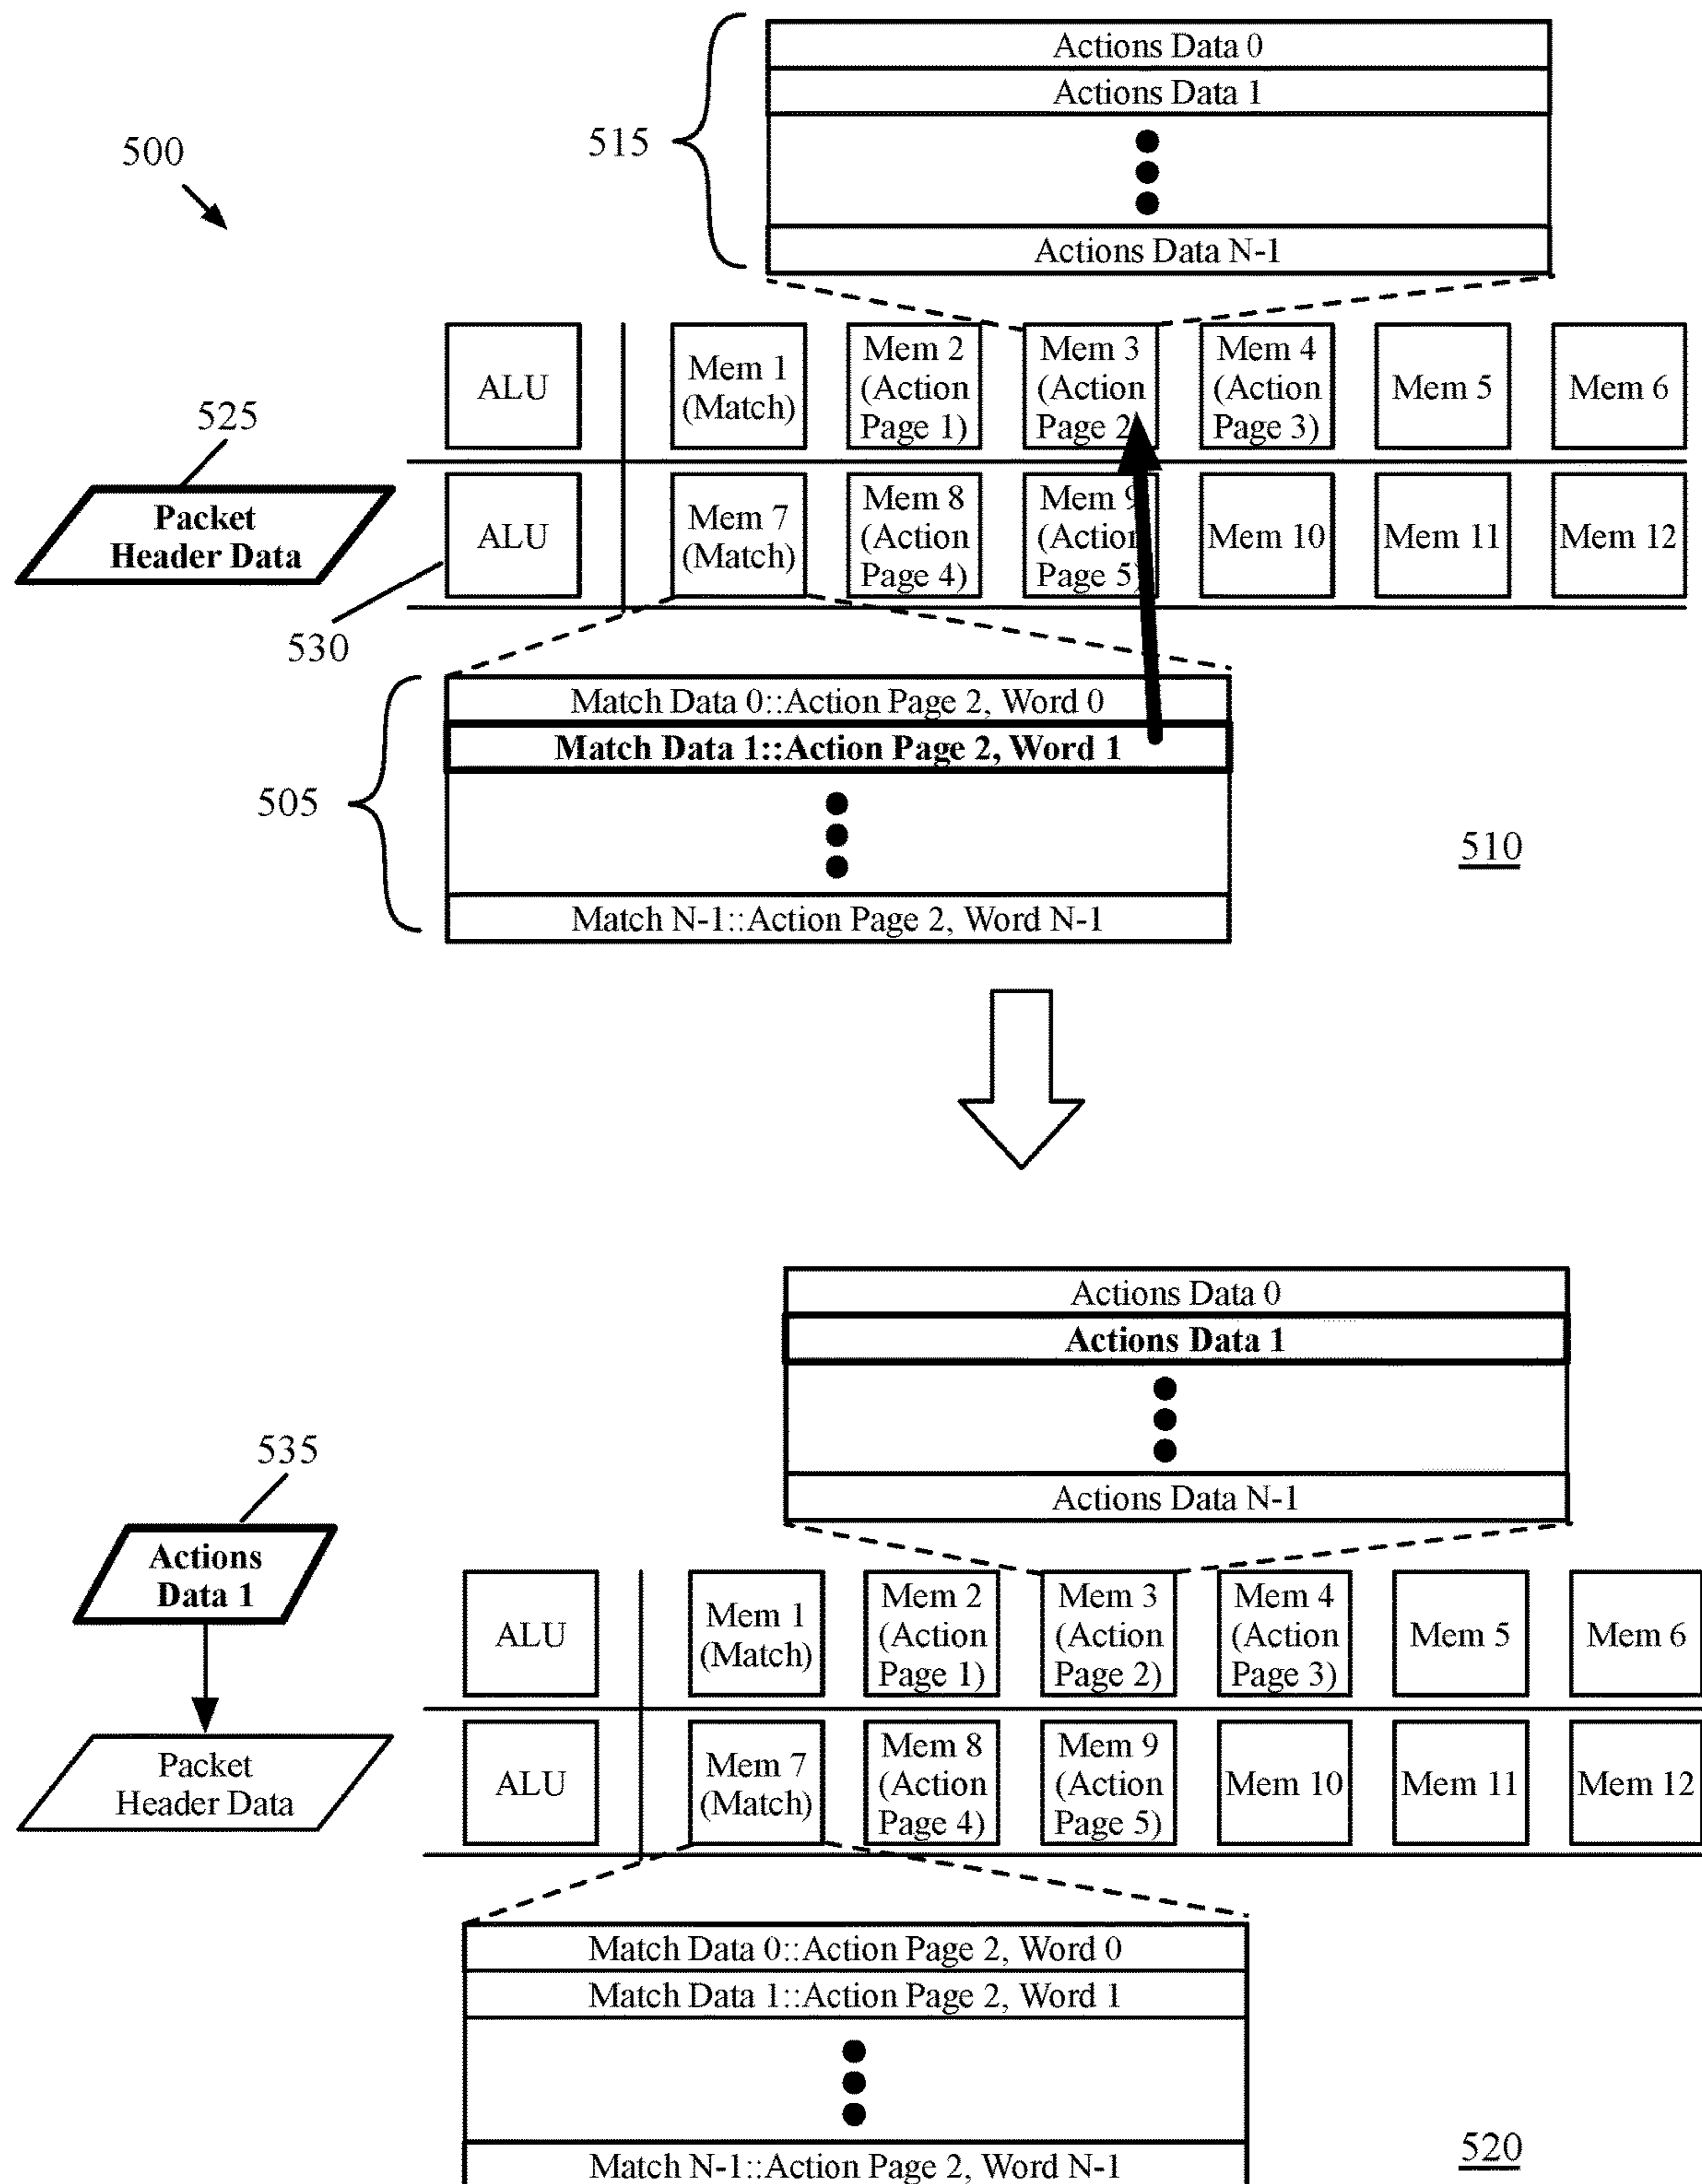 Actions Data 0
Actions Data 1
515
500
Actions Data N-1
ALU
Mem 1
(Match)
Mem 2
(Action
Page 1)
Mem 3
(Action
Page 2)
Mem 4
(Action
Page 3)
Mem 5
Mem 6
525
Packet
Header Data
ALU
Mem 7
(Match)
Mem 8
(Action
Page 4)
Mem 9
(Action
Page 5)
Mem 10
Mem 11
Mem 12
530
Match Data 0::Action Page 2, Word 0
Match Data 1::Action Page 2, Word 1
505
510
Match N-1::Action Page 2, Word N-1
Actions Data 0
Actions Data 1
Actions Data N-1
535
Actions
Data 1
ALU
Mem 1
(Match)
Mem 2
(Action
Page 1)
Mem 3
(Action
Page 2)
Mem 4
(Action
Page 3)
Mem 5
Mem 6
Packet
Header Data
ALU
Mem 7
(Match)
Mem 8
(Action
Page 4)
Mem 9
(Action
Page 5)
Mem 10
Mem 11
Mem 12
Match Data 0::Action Page 2, Word 0
Match Data 1::Action Page 2, Word 1
Match N-1::Action Page 2, Word N-1
520